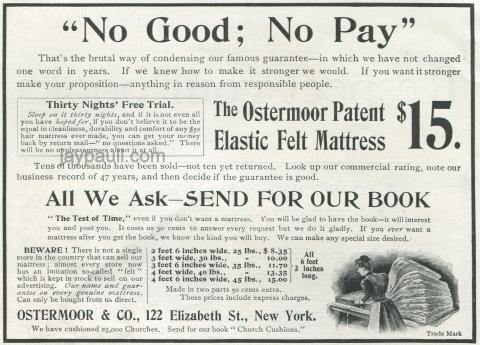 "No Good; No Pay"
That's the brutal way of condensing our famous guarantee—in which we have not changed
one word in years. If we knew how to make it stronger we would. If you want it stronger
make your proposition—anything in reason from responsible people.
Thirty Nights' Free Trial.
Sleep on it thirty nights, and if it is not even all
you have hoped for, if you don't believe it to be the
equal in cleanliness, durability and comfort of any $50
hair mattress ever made, you can get your money
back by return mail—"no questions asked." There
will be no unpleasantness about it at all.
The Ostermoor Patent
Elastic Felt Mattress
$15.
jaypaull.com
Tens of thousands have been sold—not ten yet returned. Look up our commercial rating, note our
business record of 47 years, and then decide if the guarantee is good.
All We Ask—SEND FOR OUR BOOK
"The Test of Time," even if you don't want a mattress. You will be glad to have the book—it will interest
you and post you. It costs us 30 cents to answer every request but we do it gladly. If you ever want a
mattress after you get the book, we know the kind you will buy. We can make any special size desired.
BEWARE! There is not a single
store in the country that can sell our
mattress; almost every store now
has an imitation so-called "felt"
which is kept in stock to sell on our
advertising. Our name and guar-
antee on every genuine mattress.
Can only be bought from us direct.
2 feet 6 inches wide, 25 lbs., $ 8.35
3 feet wide, 30 lbs., " 10.00
3 feet 6 inches wide, 35 lbs., " 11.70
4 feet wide, 40 lbs., " 13.35
4 feet 6 inches wide, 45 lbs., " 15.00
Made in two parts 50 cents extra.
These prices include express charges.
All
6 feet
3 inches
long.
OSTERMOOR & CO., 122 Elizabeth St., New York.
We have cushioned 25,000 Churches. Send for our book "Church Cushions."
Trade Mark